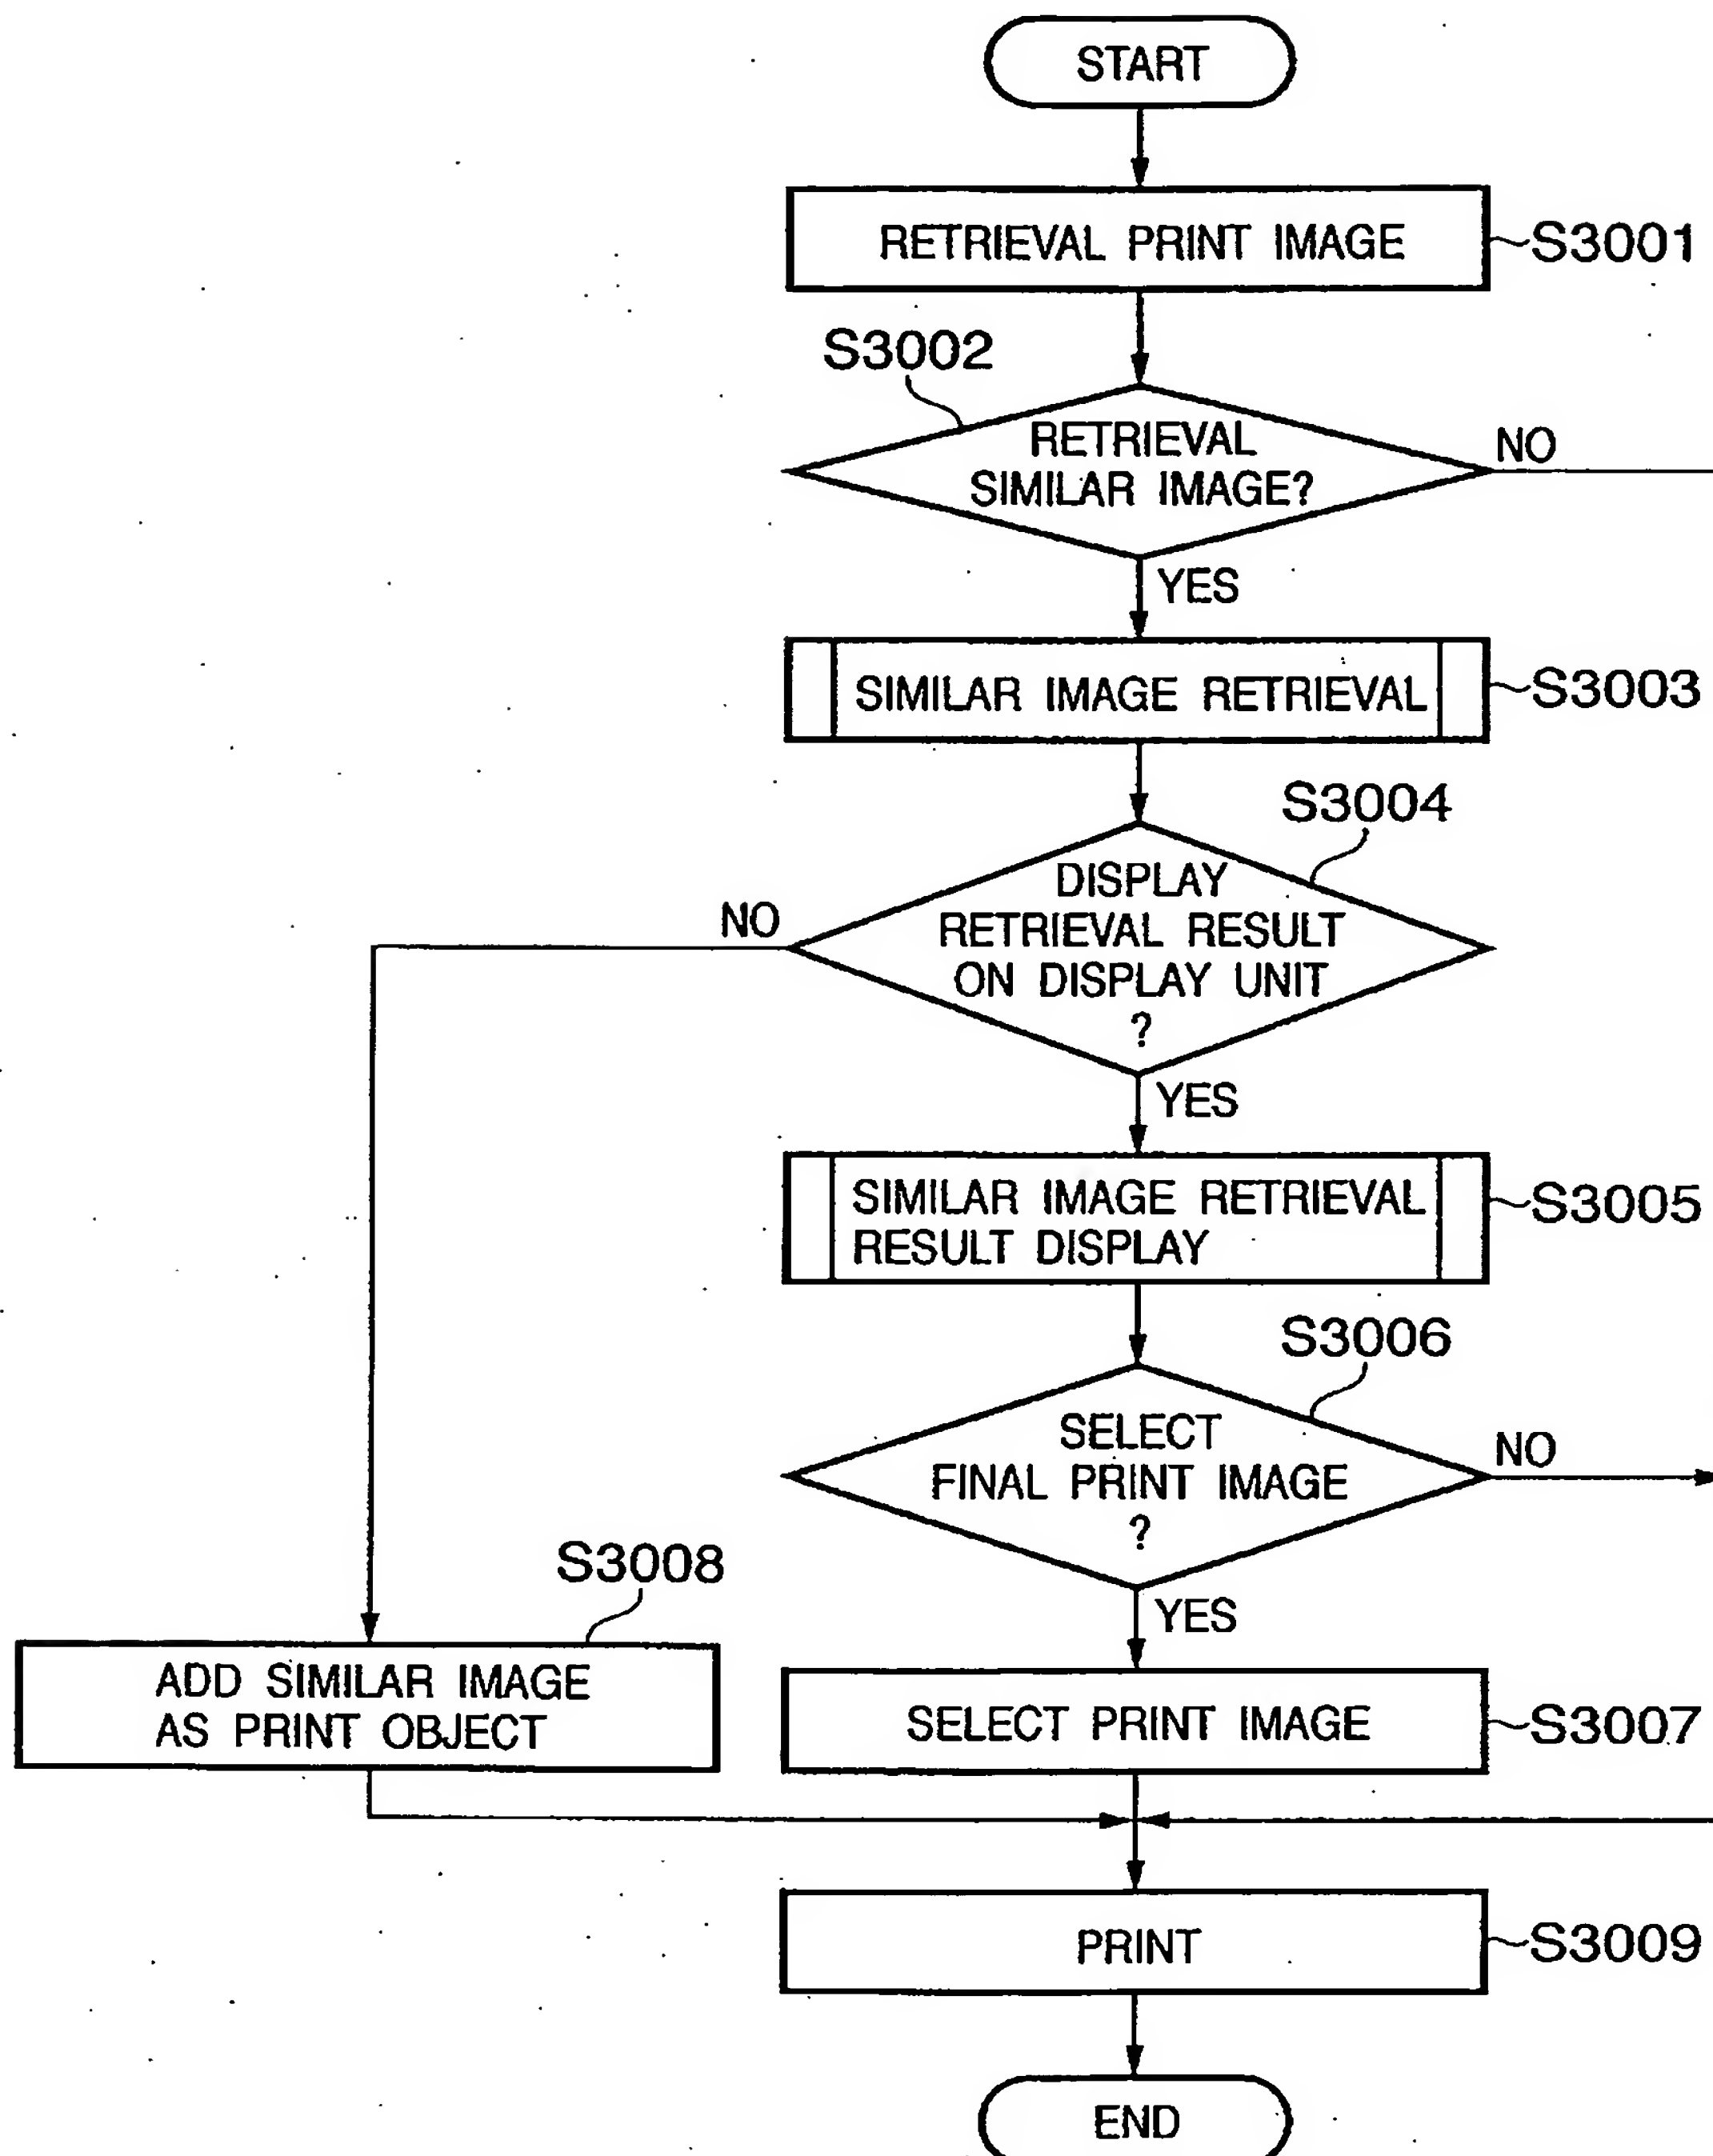 START
RETRIEVAL PRINT IMAGE
S3001
S3002
RETRIEVAL
SIMILAR IMAGE?
NO
YES
SIMILAR IMAGE RETRIEVAL
S3003
S3004
DISPLAY
RETRIEVAL RESULT
ON DISPLAY UNIT
?
NO
YES
SIMILAR IMAGE RETRIEVAL
RESULT DISPLAY
S3005
S3006
SELECT
FINAL PRINT IMAGE
?
NO
YES
S3008
ADD SIMILAR IMAGE
AS PRINT OBJECT
SELECT PRINT IMAGE
S3007
PRINT
S3009
END